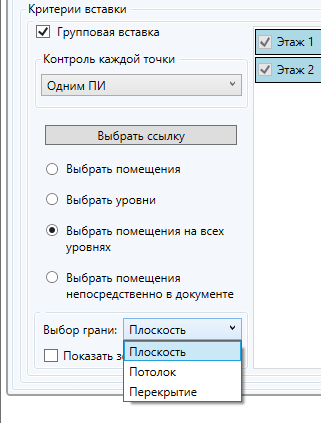 Критерии вставки
Групповая вставка
Контроль каждой точки
Одним ПИ
Выбрать ссылку
Выбрать помещения
Выбрать уровни
Выбрать помещения на всех
уровнях
Выбрать помещения
непосредственно в документе
Выбор грани: Плоскость
Показать
Плоскость
Потолок
Перекрытие
Этаж 1
Этаж 2